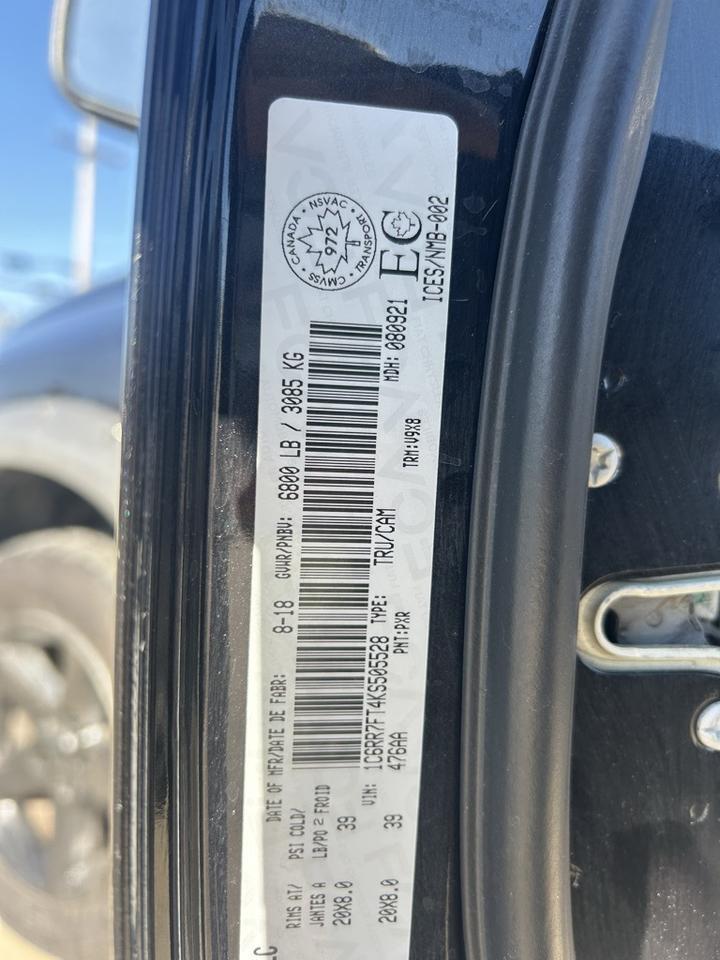 DATE OF MFR/DATE DE FABR: 8-18 GVWR/PNBV: 6800 LB / 3085 KG
RIMS AT/ PSI COLD/
JANTES A LB/PO 2 FROID
20X8.0 39
VIN: 1C6RR7FT4KS505528 TYPE: TRU/CAM MDH: 080921
20X8.0 39 476AA PNT:PXR TRM:V9X8
CANADA • NSVAC • TRANSPORT • CMVSS •
972
EC
ICES/NMB-002